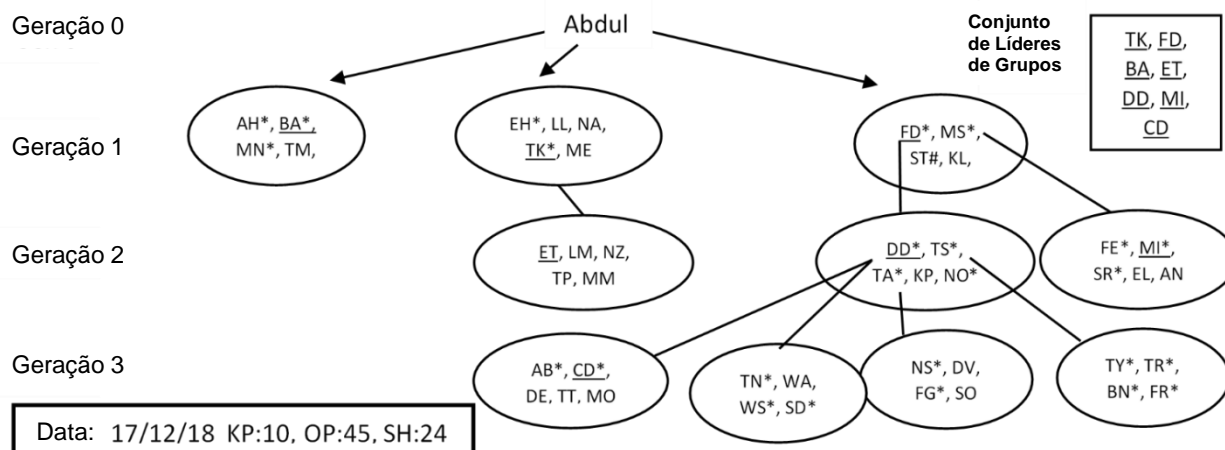 Geração 0
Abdul
Conjunto
de Líderes
de Grupos
TK, FD,
BA, ET,
DD, MI,
CD
Geração 1
AH*, BA*,
MN*, TM,
EH*, LL, NA,
TK*, ME
FD*, MS*,
ST#, KL,
Geração 2
ET, LM, NZ,
TP, MM
DD*, TS*,
TA*, KP, NO*
FE*, MI*,
SR*, EL, AN
Geração 3
AB*, CD*,
DE, TT, MO
TN*, WA,
WS*, SD*
NS*, DV,
FG*, SO
TY*, TR*,
BN*, FR*
Data: 17/12/18 KP:10, OP:45, SH:24